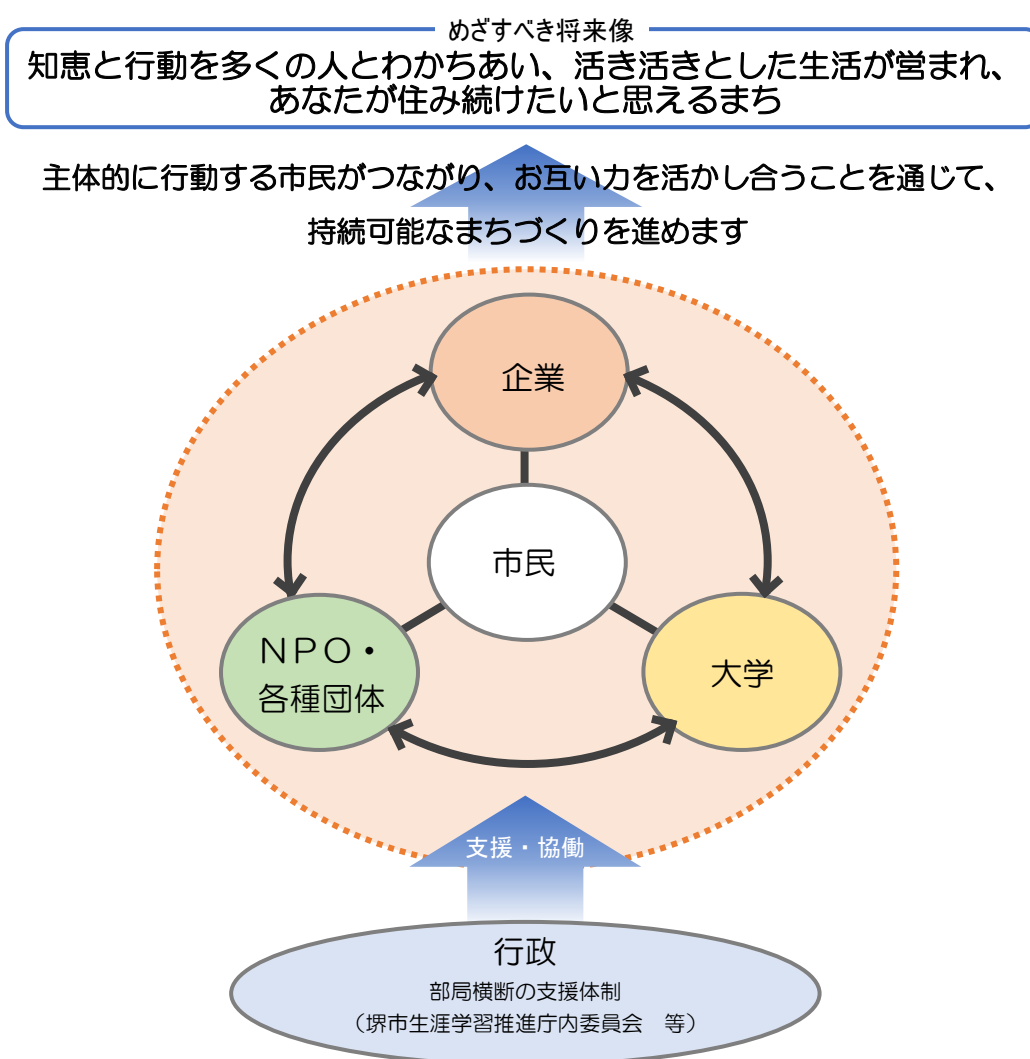 めざすべき将来像
知恵と行動を多くの人とわかちあい、活き活きとした生活が営まれ、
あなたが住み続けたいと思えるまち
主体的に行動する市民がつながり、お互い力を活かし合うことを通じて、
持続可能なまちづくりを進めます
企業
市民
ＮＰＯ・
各種団体
大学
支援・協働
行政
部局横断の支援体制
（堺市生涯学習推進庁内委員会　等）